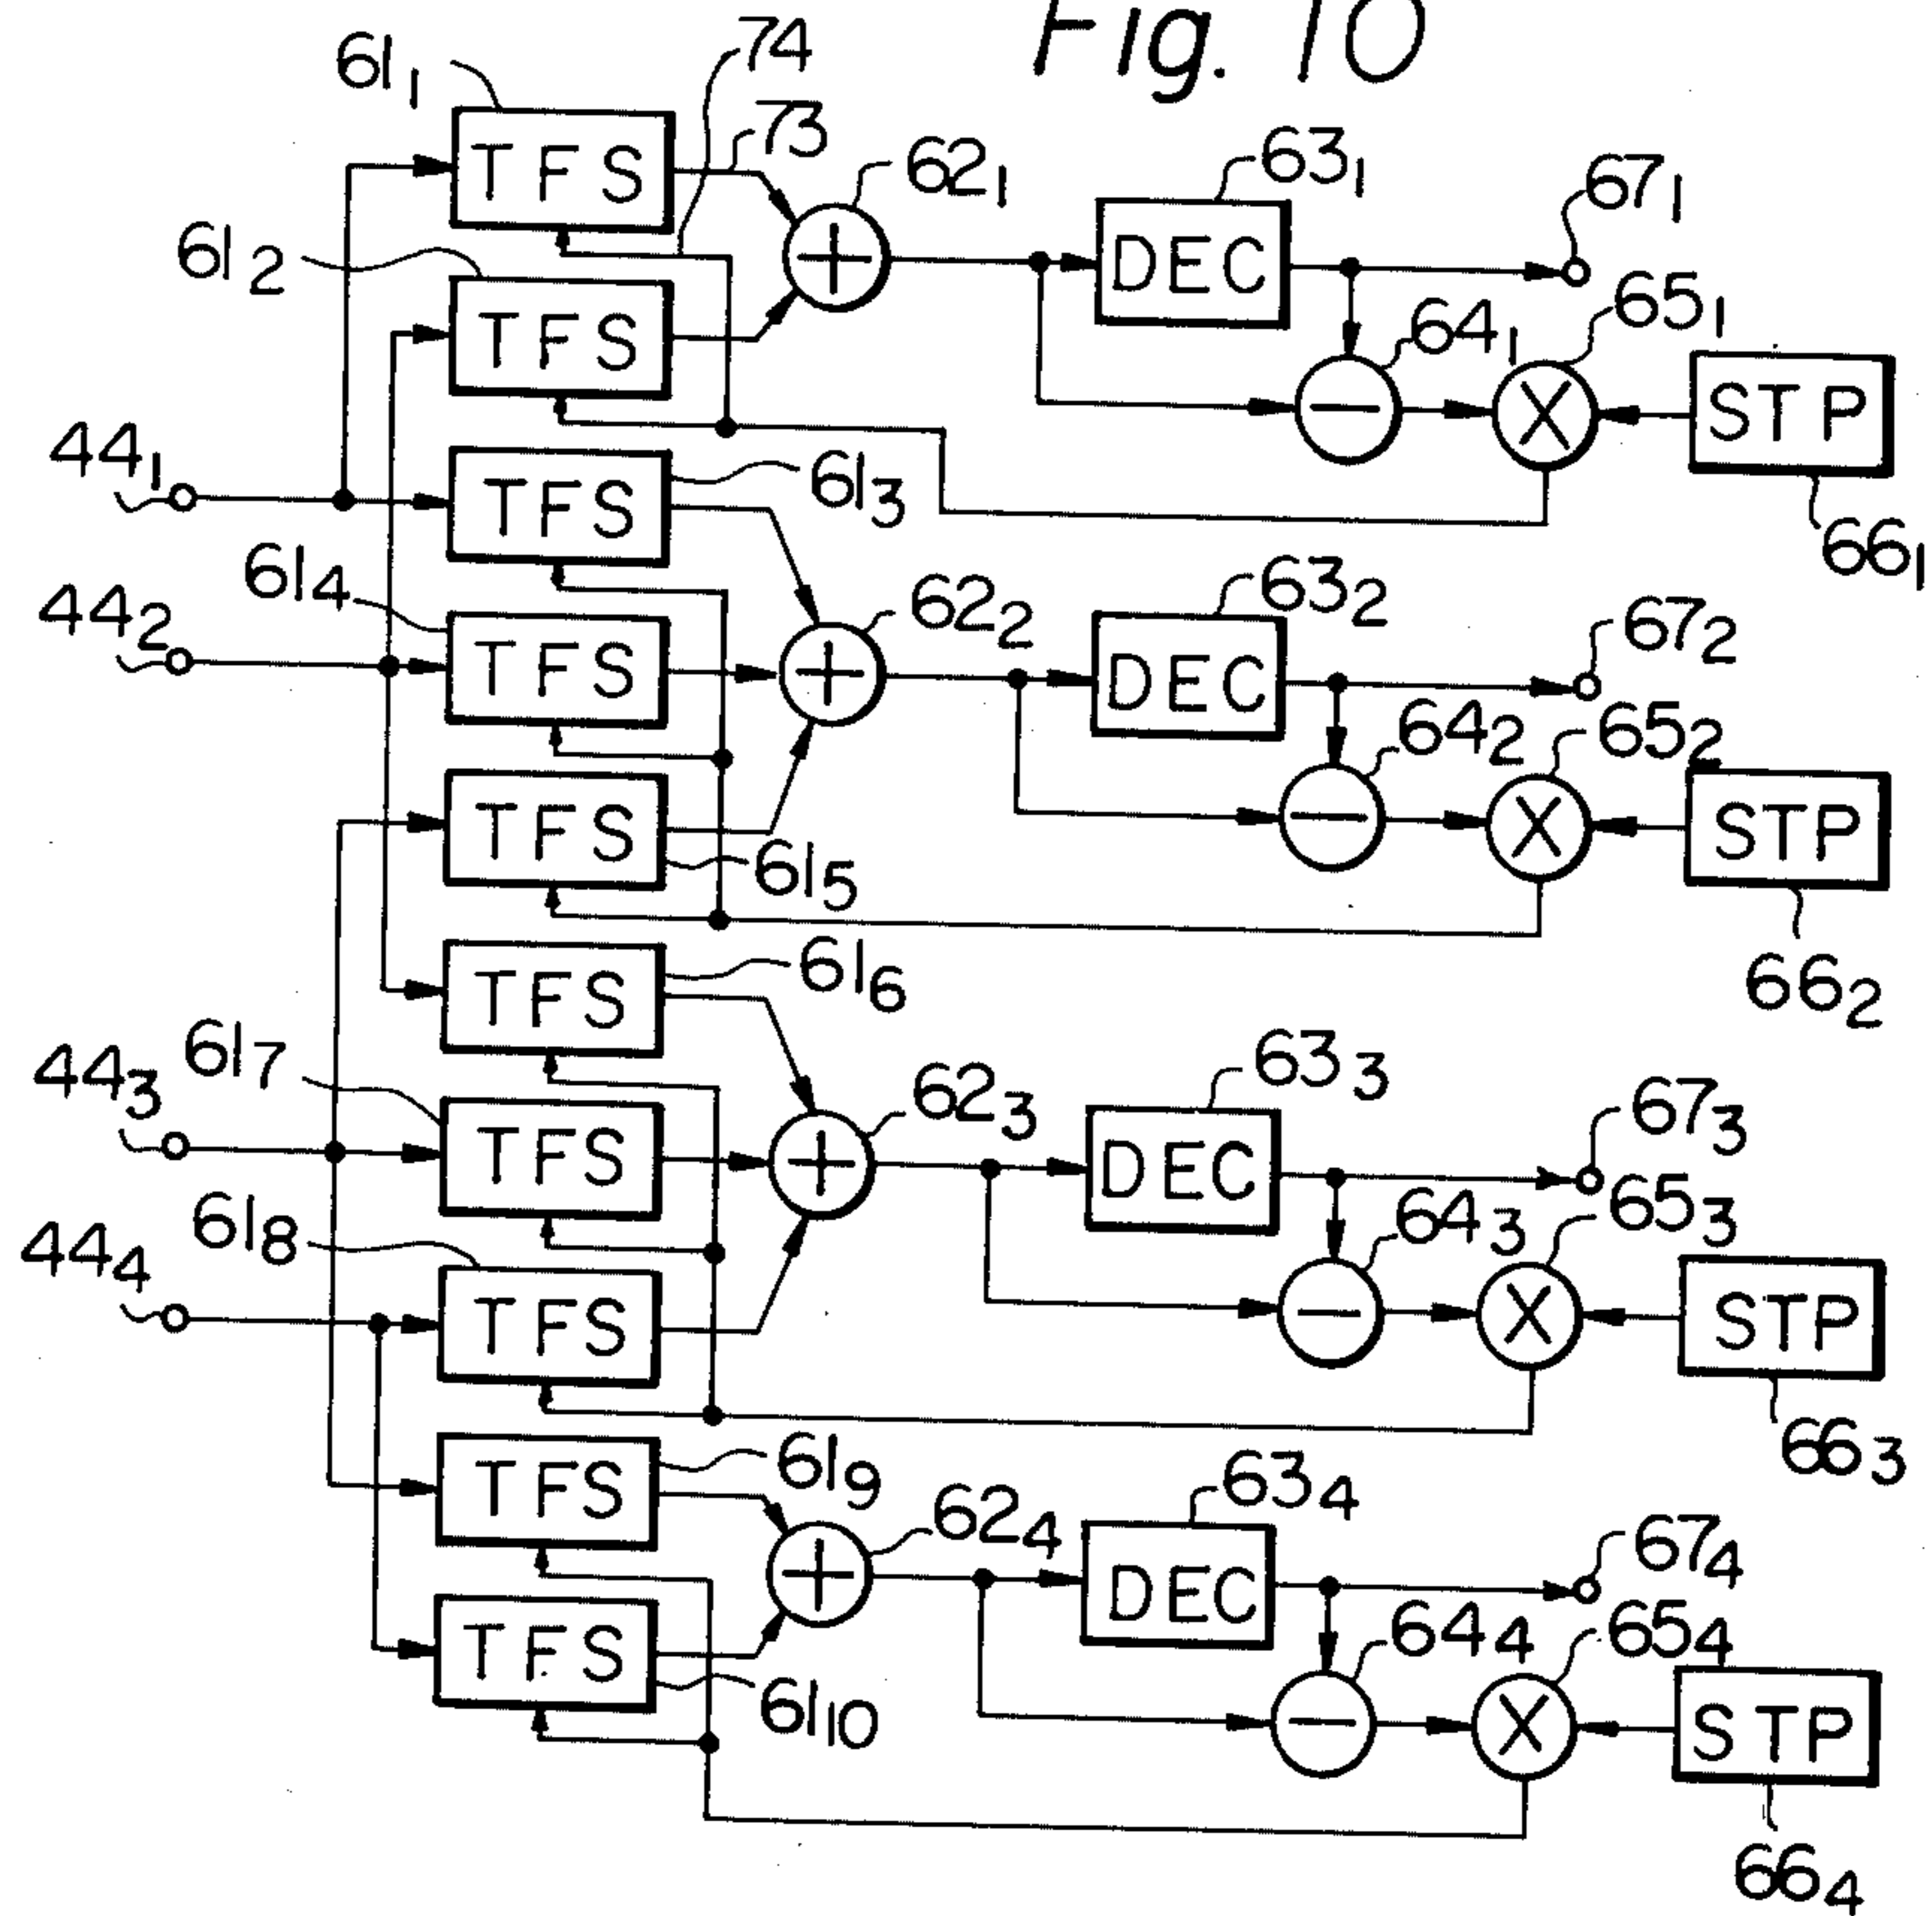 Fig. 10
61₁
74
73
TFS
62₁
63₁
67₁
61₂
DEC
65₁
TFS
64₁
STP
44₁
61₃
TFS
66₁
61₄
44₂
62₂
63₂
67₂
TFS
DEC
64₂
65₂
TFS
STP
61₅
61₆
TFS
66₂
61₇
44₃
62₃
63₃
67₃
TFS
DEC
61₈
64₃
65₃
44₄
TFS
STP
61₉
66₃
TFS
62₄
63₄
67₄
DEC
TFS
64₄
65₄
61₁₀
STP
66₄